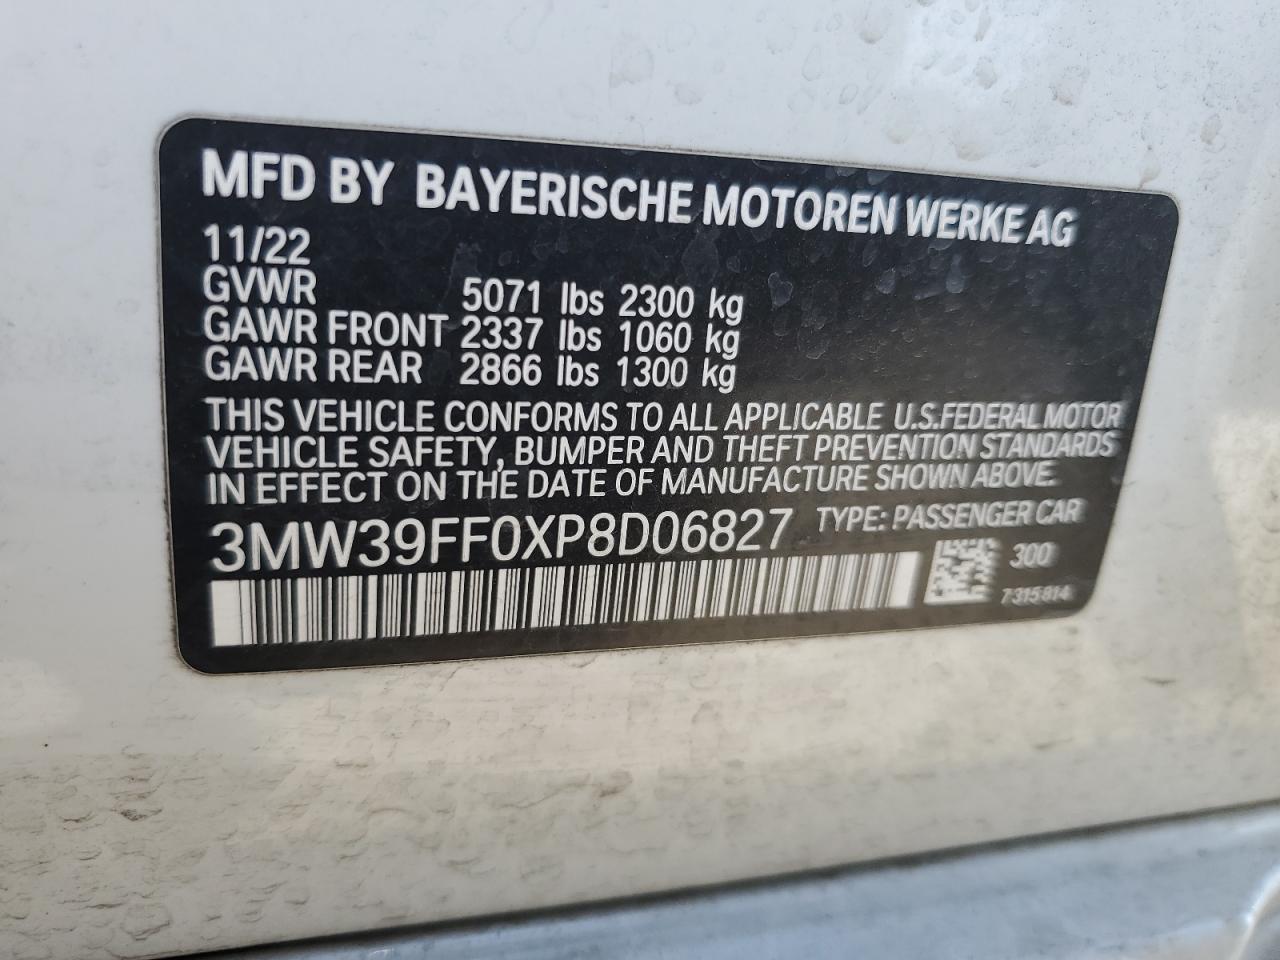 MFD BY BAYERISCHE MOTOREN WERKE AG
11/22
GVWR 5071 lbs 2300 kg
GAWR FRONT 2337 lbs 1060 kg
GAWR REAR 2866 lbs 1300 kg
THIS VEHICLE CONFORMS TO ALL APPLICABLE U.S.FEDERAL MOTOR
VEHICLE SAFETY, BUMPER AND THEFT PREVENTION STANDARDS
IN EFFECT ON THE DATE OF MANUFACTURE SHOWN ABOVE.
3MW39FF0XP8D06827 TYPE: PASSENGER CAR
300
7315814